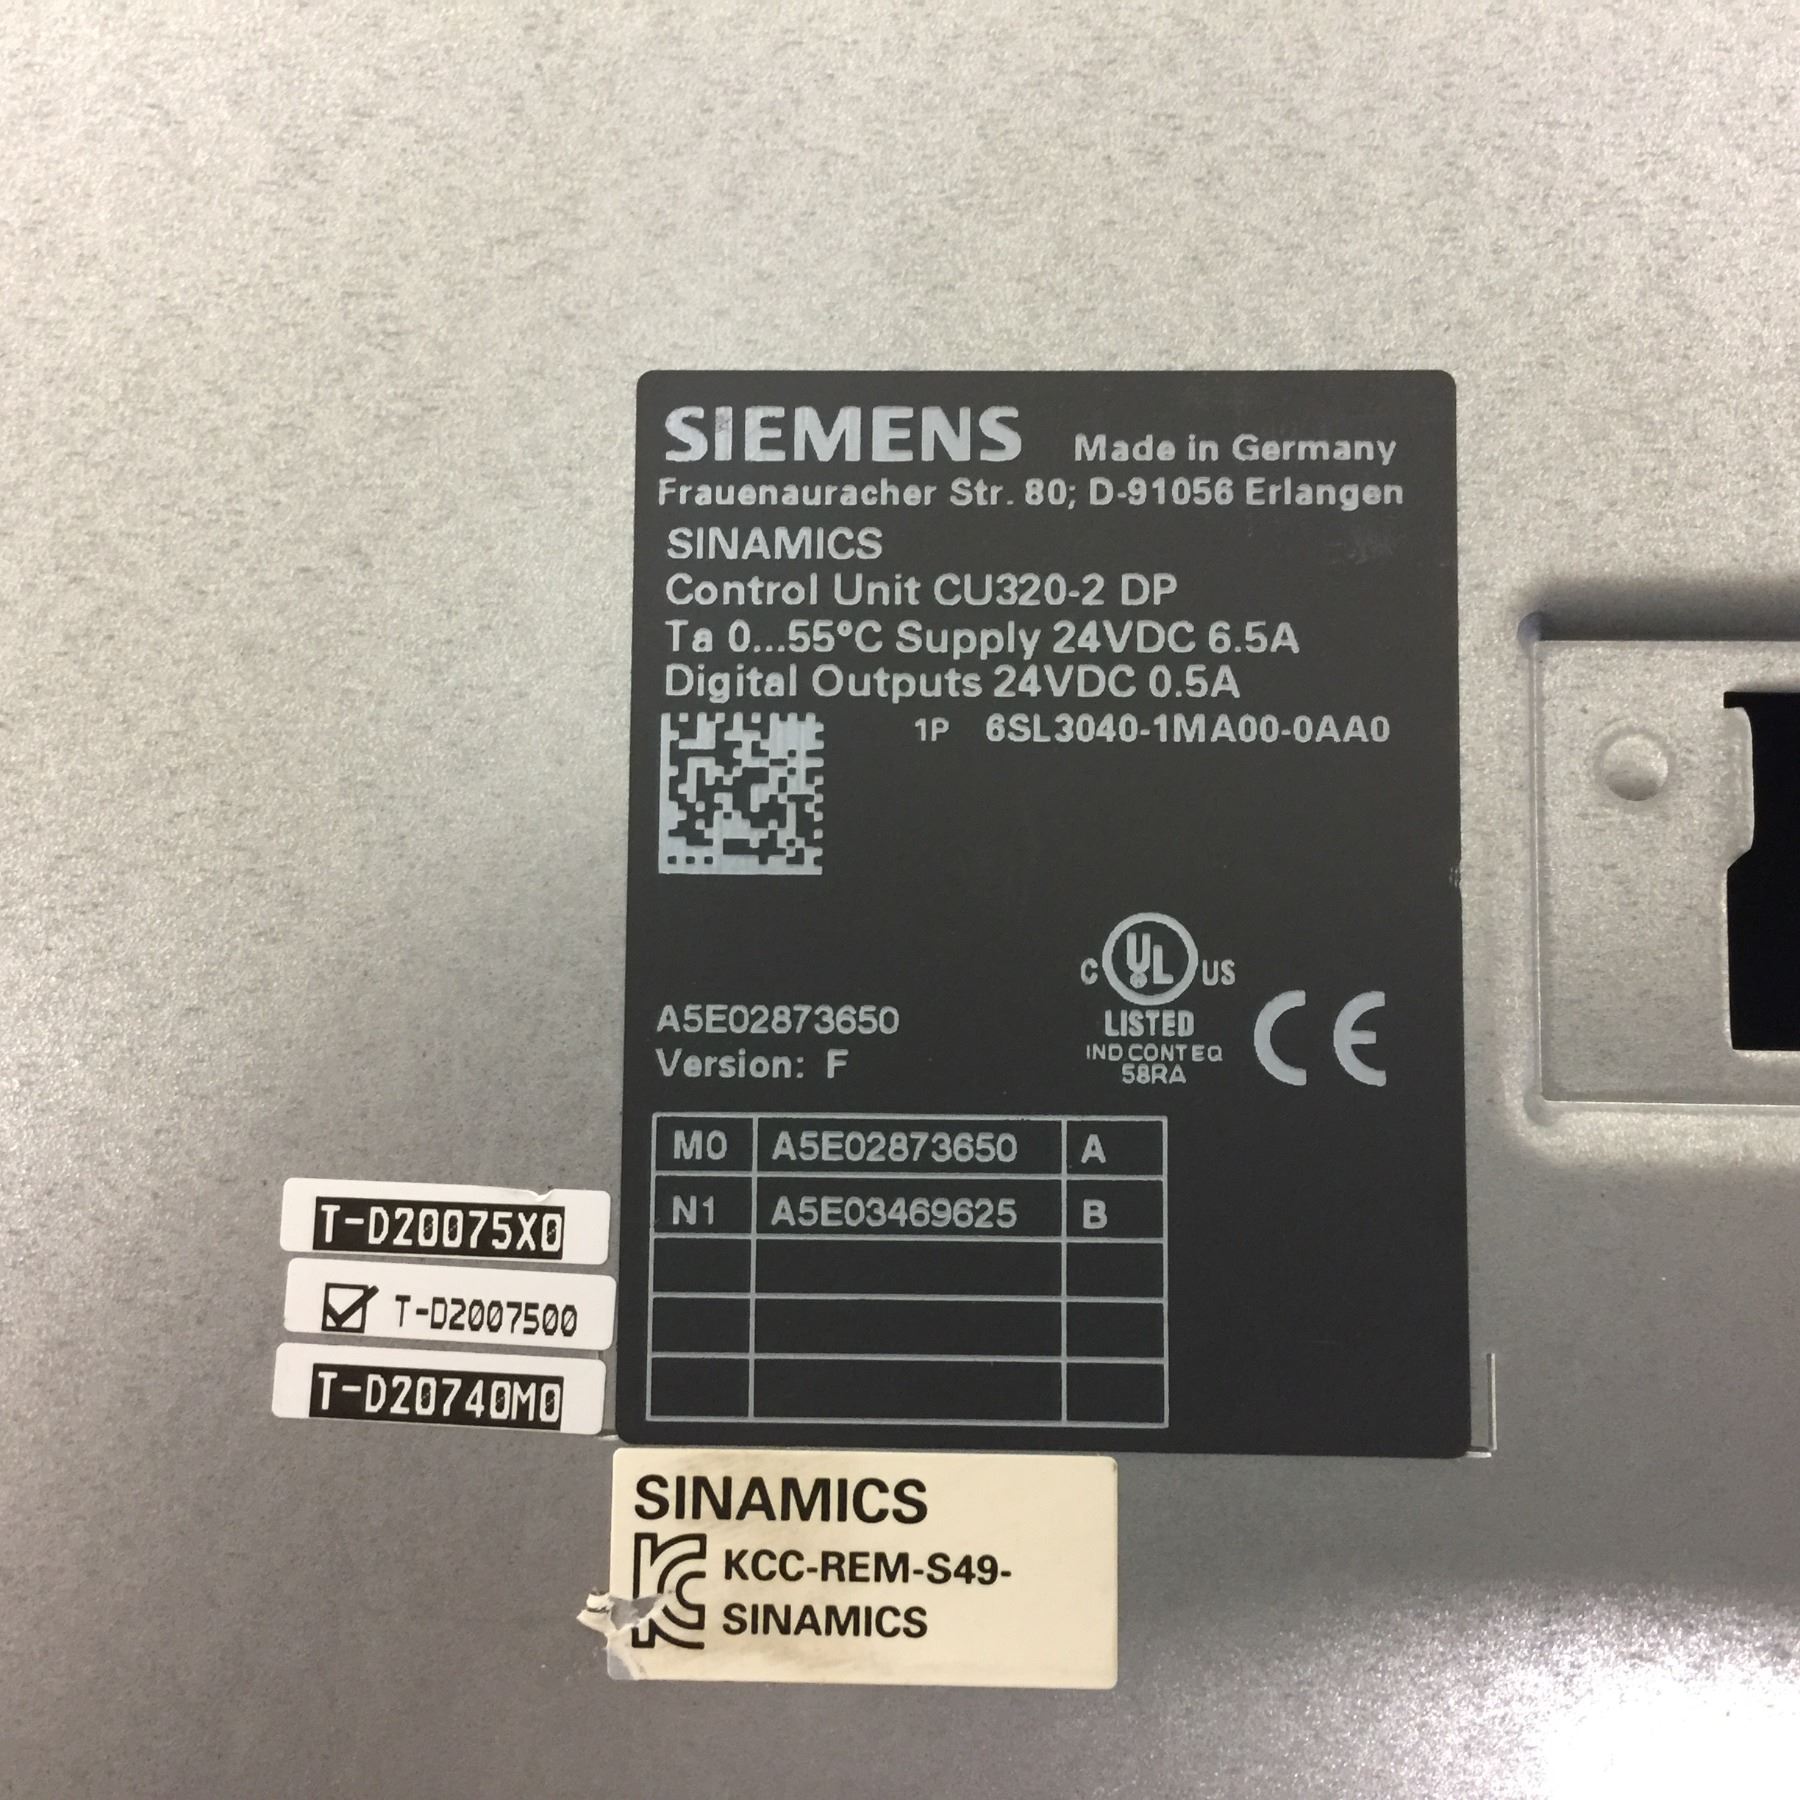 SIEMENS Made in Germany
Frauenauracher Str. 80; D-91056 Erlangen
SINAMICS
Control Unit CU320-2 DP
Ta 0...55°C Supply 24VDC 6.5A
Digital Outputs 24VDC 0.5A
1P 6SL3040-1MA00-0AA0
C UL US
LISTED
IND CONT EQ
58RA
CE
A5E02873650
Version: F
M0 A5E02873650 A
N1 A5E03469625 B
T-D20075X0
T-D2007500
T-D20740M0
SINAMICS
KC KCC-REM-S49-
SINAMICS